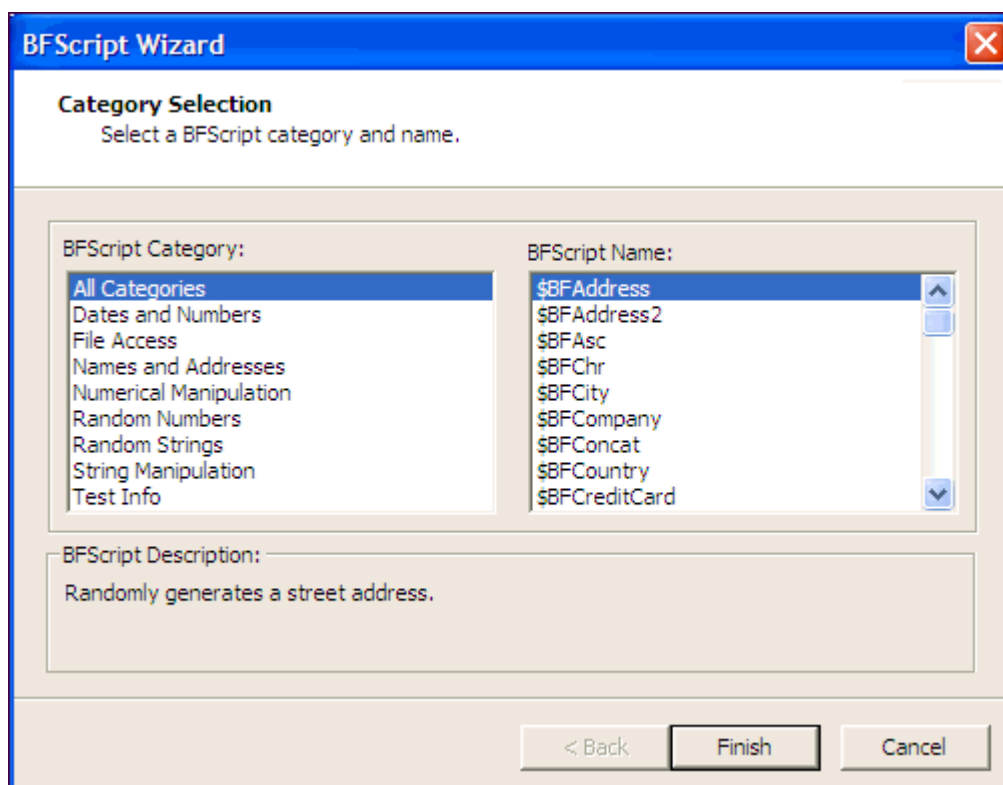 BFScript Wizard
Category Selection
Select a BFScript category and name.
BFScript Category:
All Categories
Dates and Numbers
File Access
Names and Addresses
Numerical Manipulation
Random Numbers
Random Strings
String Manipulation
Test Info
BFScript Name:
$BFAddress
$BFAddress2
$BFAsc
$BFChr
$BFCity
$BFCompany
$BFConcat
$BFCountry
$BFCreditCard
BFScript Description:
Randomly generates a street address.
< Back
Finish
Cancel